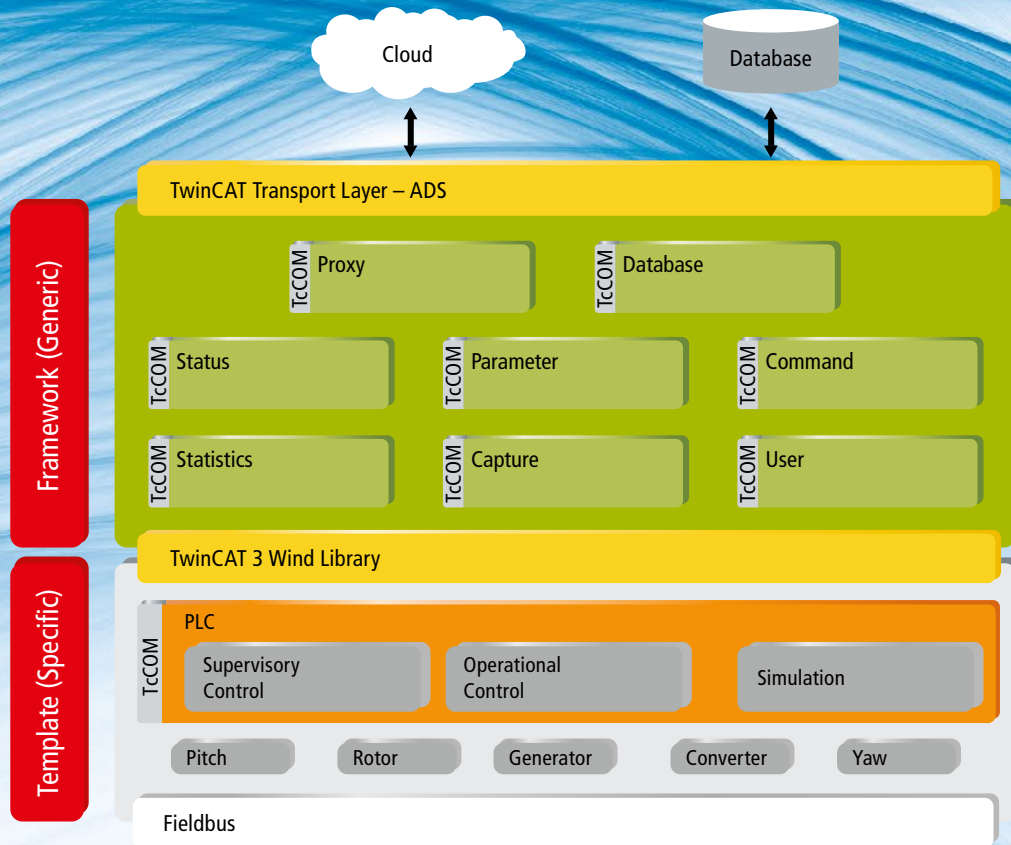 Cloud
Database
TwinCAT Transport Layer – ADS
Framework (Generic)
TcCOM
Proxy
TcCOM
Database
TcCOM
Status
TcCOM
Parameter
TcCOM
Command
TcCOM
Statistics
TcCOM
Capture
TcCOM
User
TwinCAT 3 Wind Library
Template (Specific)
TcCOM
PLC
Supervisory
Control
Operational
Control
Simulation
Pitch
Rotor
Generator
Converter
Yaw
Fieldbus